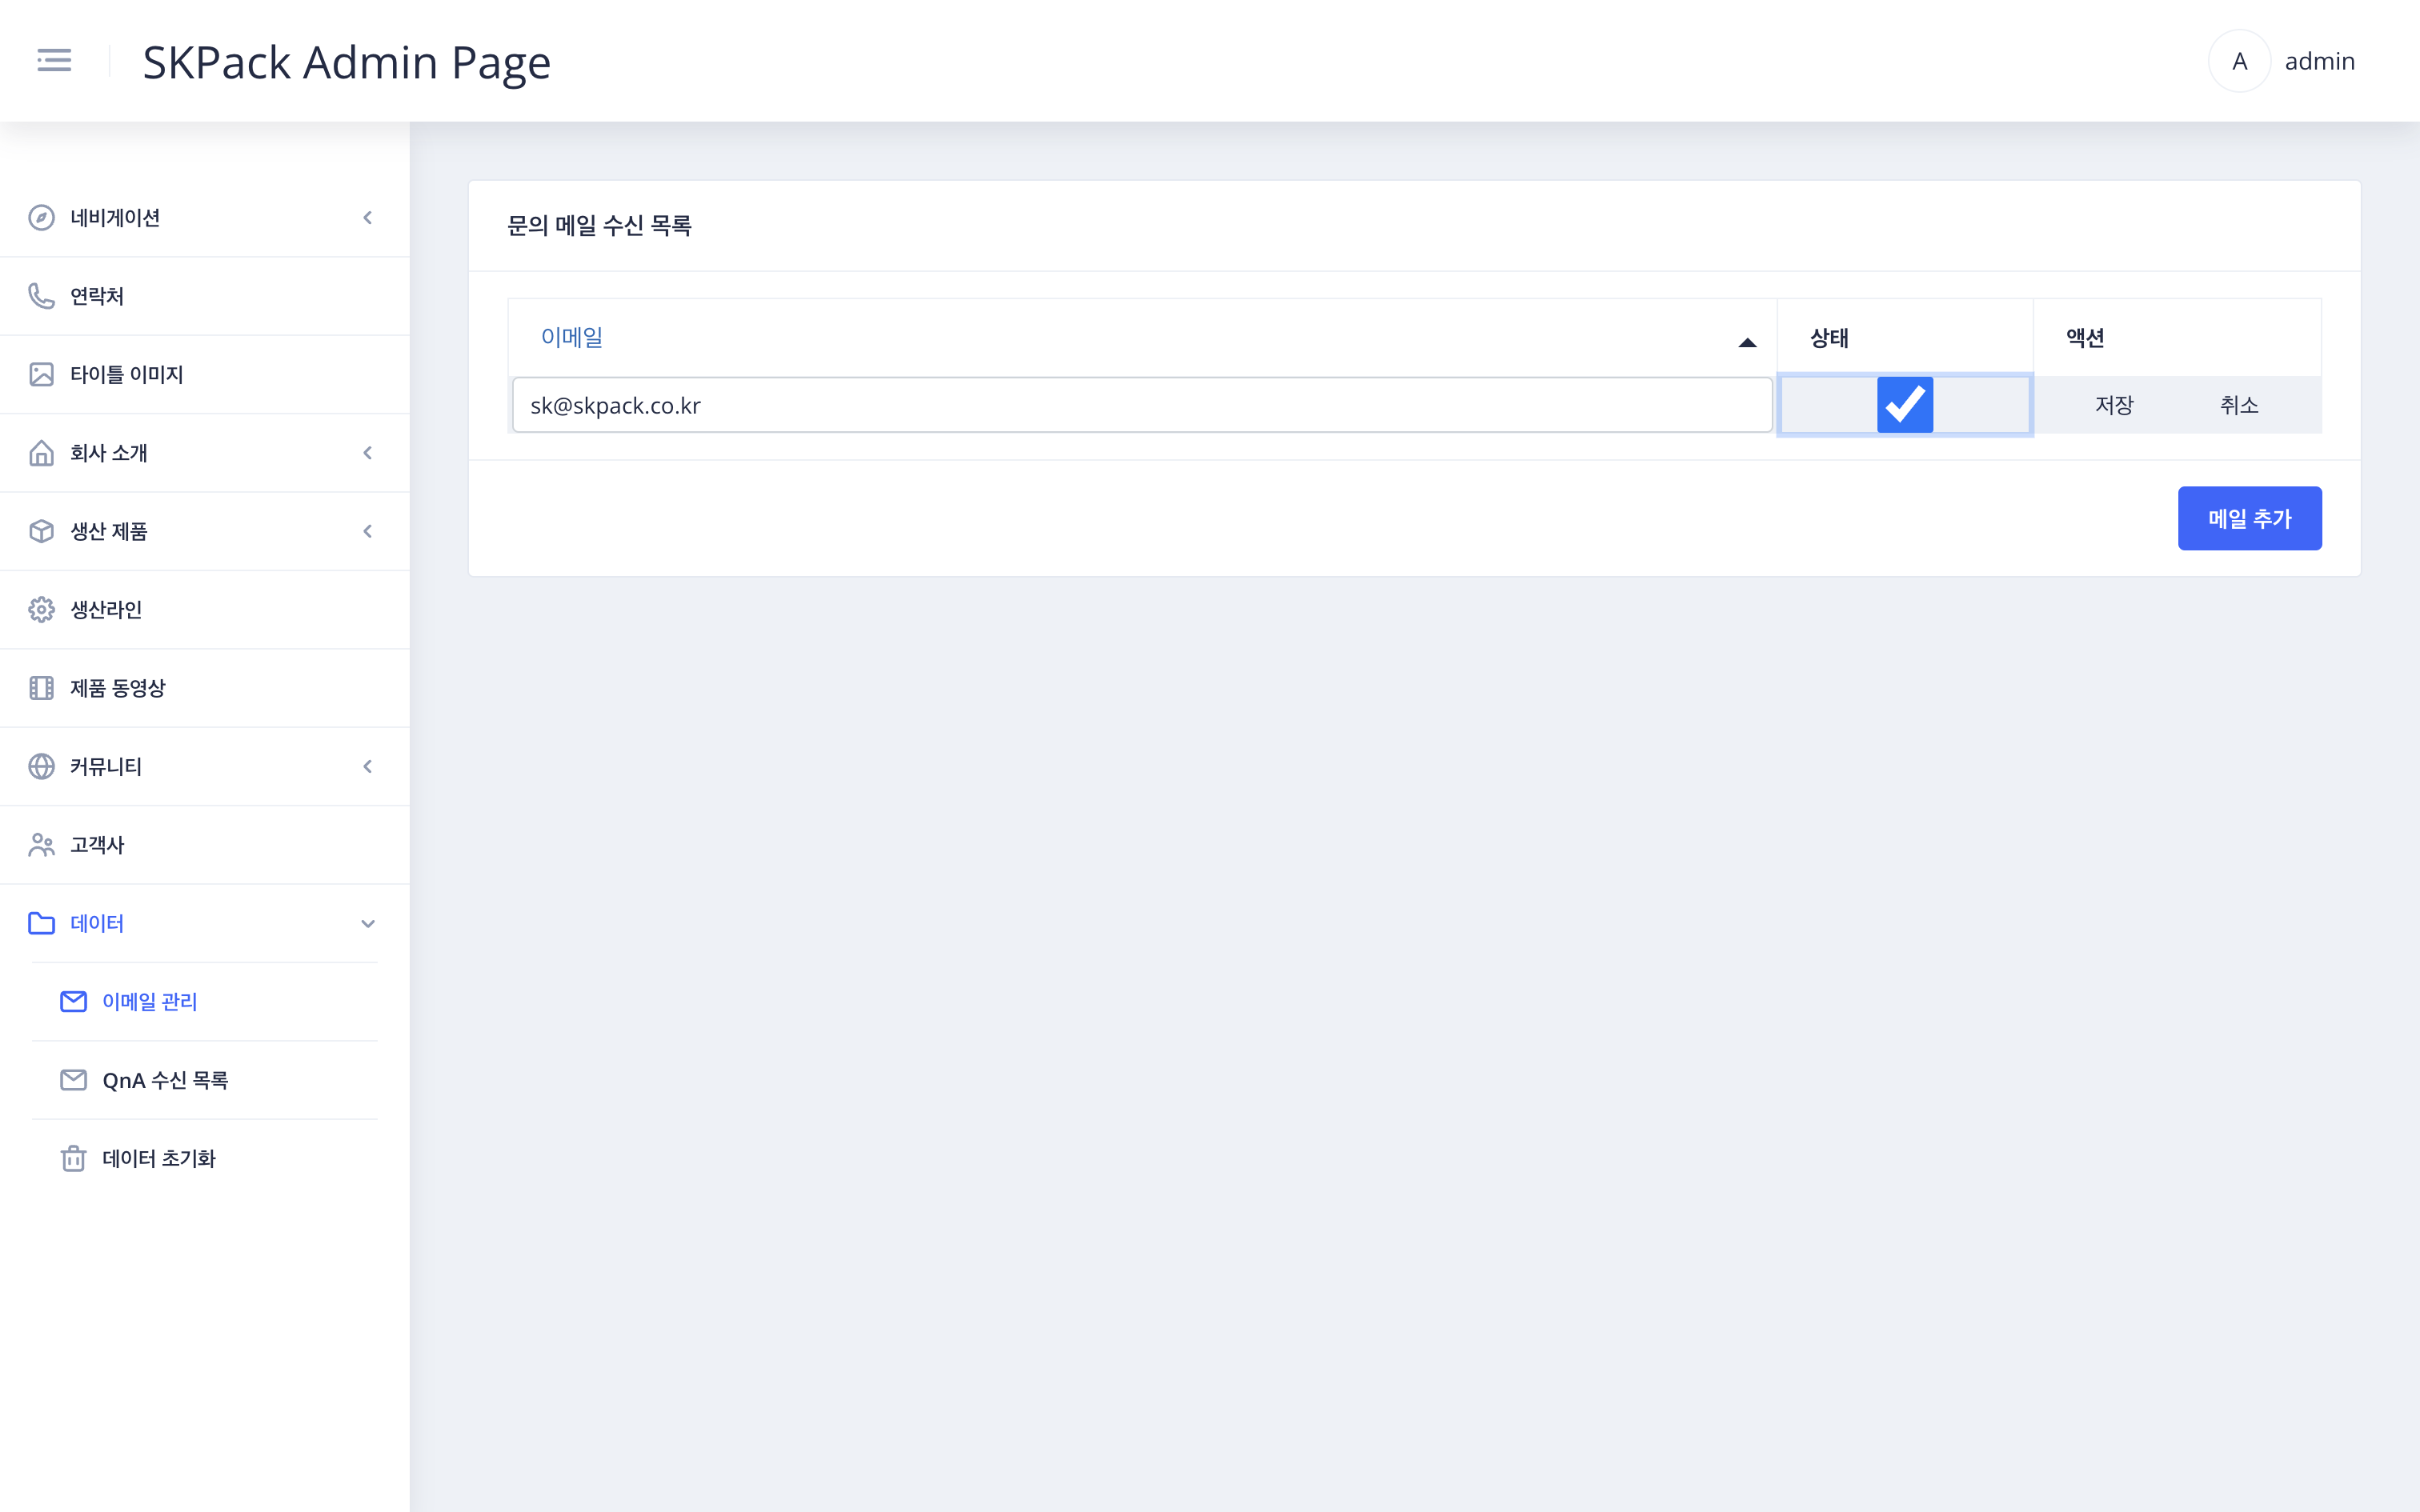 SKPack Admin Page
A admin
네비게이션
연락처
타이틀 이미지
회사 소개
생산 제품
생산라인
제품 동영상
커뮤니티
고객사
데이터
이메일 관리
QnA 수신 목록
데이터 초기화
문의 메일 수신 목록
이메일 상태 액션
sk@skpack.co.kr 저장 취소
메일 추가